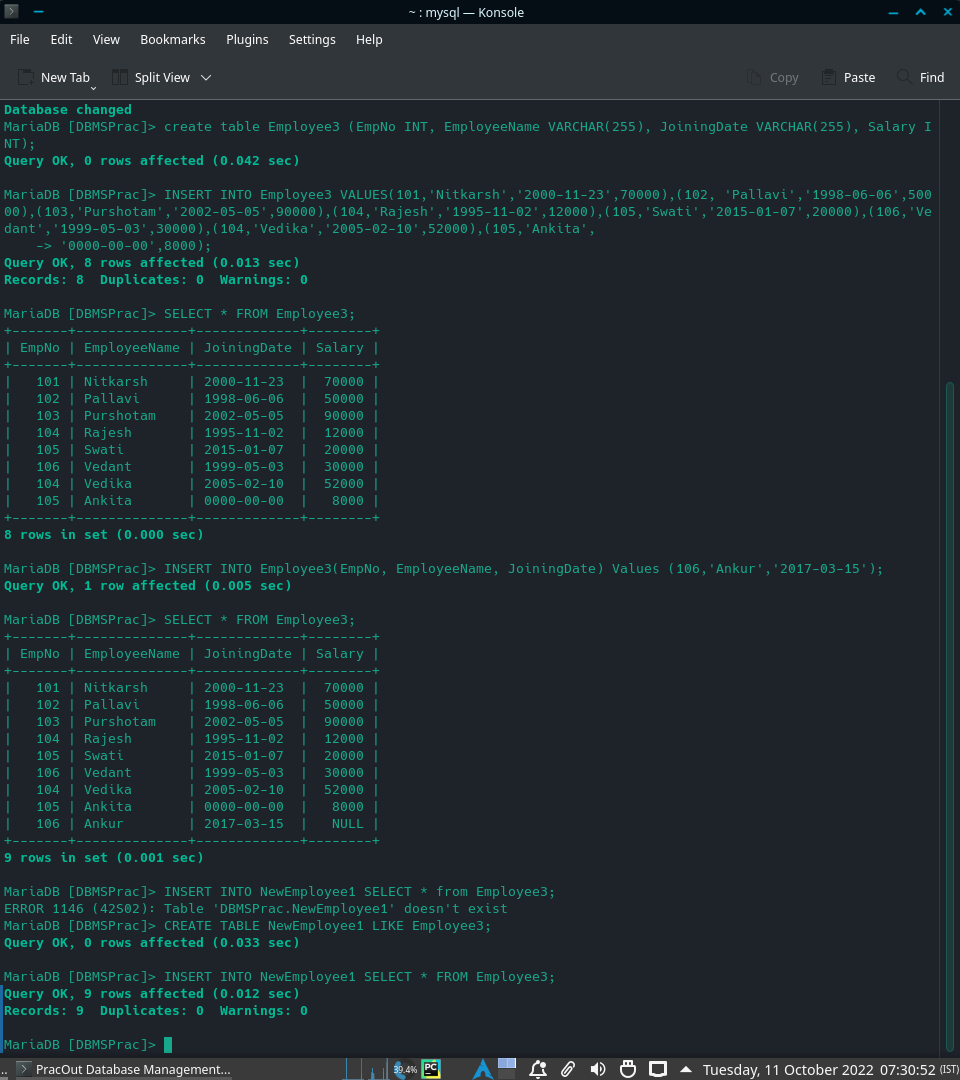 ~ : mysql — Konsole
File Edit View Bookmarks Plugins Settings Help
New Tab Split View Copy Paste Find
Database changed
MariaDB [DBMSPrac]> create table Employee3 (EmpNo INT, EmployeeName VARCHAR(255), JoiningDate VARCHAR(255), Salary I
NT);
Query OK, 0 rows affected (0.042 sec)
MariaDB [DBMSPrac]> INSERT INTO Employee3 VALUES(101,'Nitkarsh','2000-11-23',70000),(102, 'Pallavi','1998-06-06',500
00),(103,'Purshotam','2002-05-05',90000),(104,'Rajesh','1995-11-02',12000),(105,'Swati','2015-01-07',20000),(106,'Ve
dant','1999-05-03',30000),(104,'Vedika','2005-02-10',52000),(105,'Ankita',
    -> '0000-00-00',8000);
Query OK, 8 rows affected (0.013 sec)
Records: 8  Duplicates: 0  Warnings: 0
MariaDB [DBMSPrac]> SELECT * FROM Employee3;
+-------+--------------+-------------+--------+
| EmpNo | EmployeeName | JoiningDate | Salary |
+-------+--------------+-------------+--------+
|   101 | Nitkarsh     | 2000-11-23  |  70000 |
|   102 | Pallavi      | 1998-06-06  |  50000 |
|   103 | Purshotam    | 2002-05-05  |  90000 |
|   104 | Rajesh       | 1995-11-02  |  12000 |
|   105 | Swati        | 2015-01-07  |  20000 |
|   106 | Vedant       | 1999-05-03  |  30000 |
|   104 | Vedika       | 2005-02-10  |  52000 |
|   105 | Ankita       | 0000-00-00  |   8000 |
+-------+--------------+-------------+--------+
8 rows in set (0.000 sec)
MariaDB [DBMSPrac]> INSERT INTO Employee3(EmpNo, EmployeeName, JoiningDate) Values (106,'Ankur','2017-03-15');
Query OK, 1 row affected (0.005 sec)
MariaDB [DBMSPrac]> SELECT * FROM Employee3;
+-------+--------------+-------------+--------+
| EmpNo | EmployeeName | JoiningDate | Salary |
+-------+--------------+-------------+--------+
|   101 | Nitkarsh     | 2000-11-23  |  70000 |
|   102 | Pallavi      | 1998-06-06  |  50000 |
|   103 | Purshotam    | 2002-05-05  |  90000 |
|   104 | Rajesh       | 1995-11-02  |  12000 |
|   105 | Swati        | 2015-01-07  |  20000 |
|   106 | Vedant       | 1999-05-03  |  30000 |
|   104 | Vedika       | 2005-02-10  |  52000 |
|   105 | Ankita       | 0000-00-00  |   8000 |
|   106 | Ankur        | 2017-03-15  |   NULL |
+-------+--------------+-------------+--------+
9 rows in set (0.001 sec)
MariaDB [DBMSPrac]> INSERT INTO NewEmployee1 SELECT * from Employee3;
ERROR 1146 (42S02): Table 'DBMSPrac.NewEmployee1' doesn't exist
MariaDB [DBMSPrac]> CREATE TABLE NewEmployee1 LIKE Employee3;
Query OK, 0 rows affected (0.033 sec)
MariaDB [DBMSPrac]> INSERT INTO NewEmployee1 SELECT * FROM Employee3;
Query OK, 9 rows affected (0.012 sec)
Records: 9  Duplicates: 0  Warnings: 0
MariaDB [DBMSPrac]>
.. PracOut Database Management... 39.4% PC Tuesday, 11 October 2022 07:30:52 (IST)